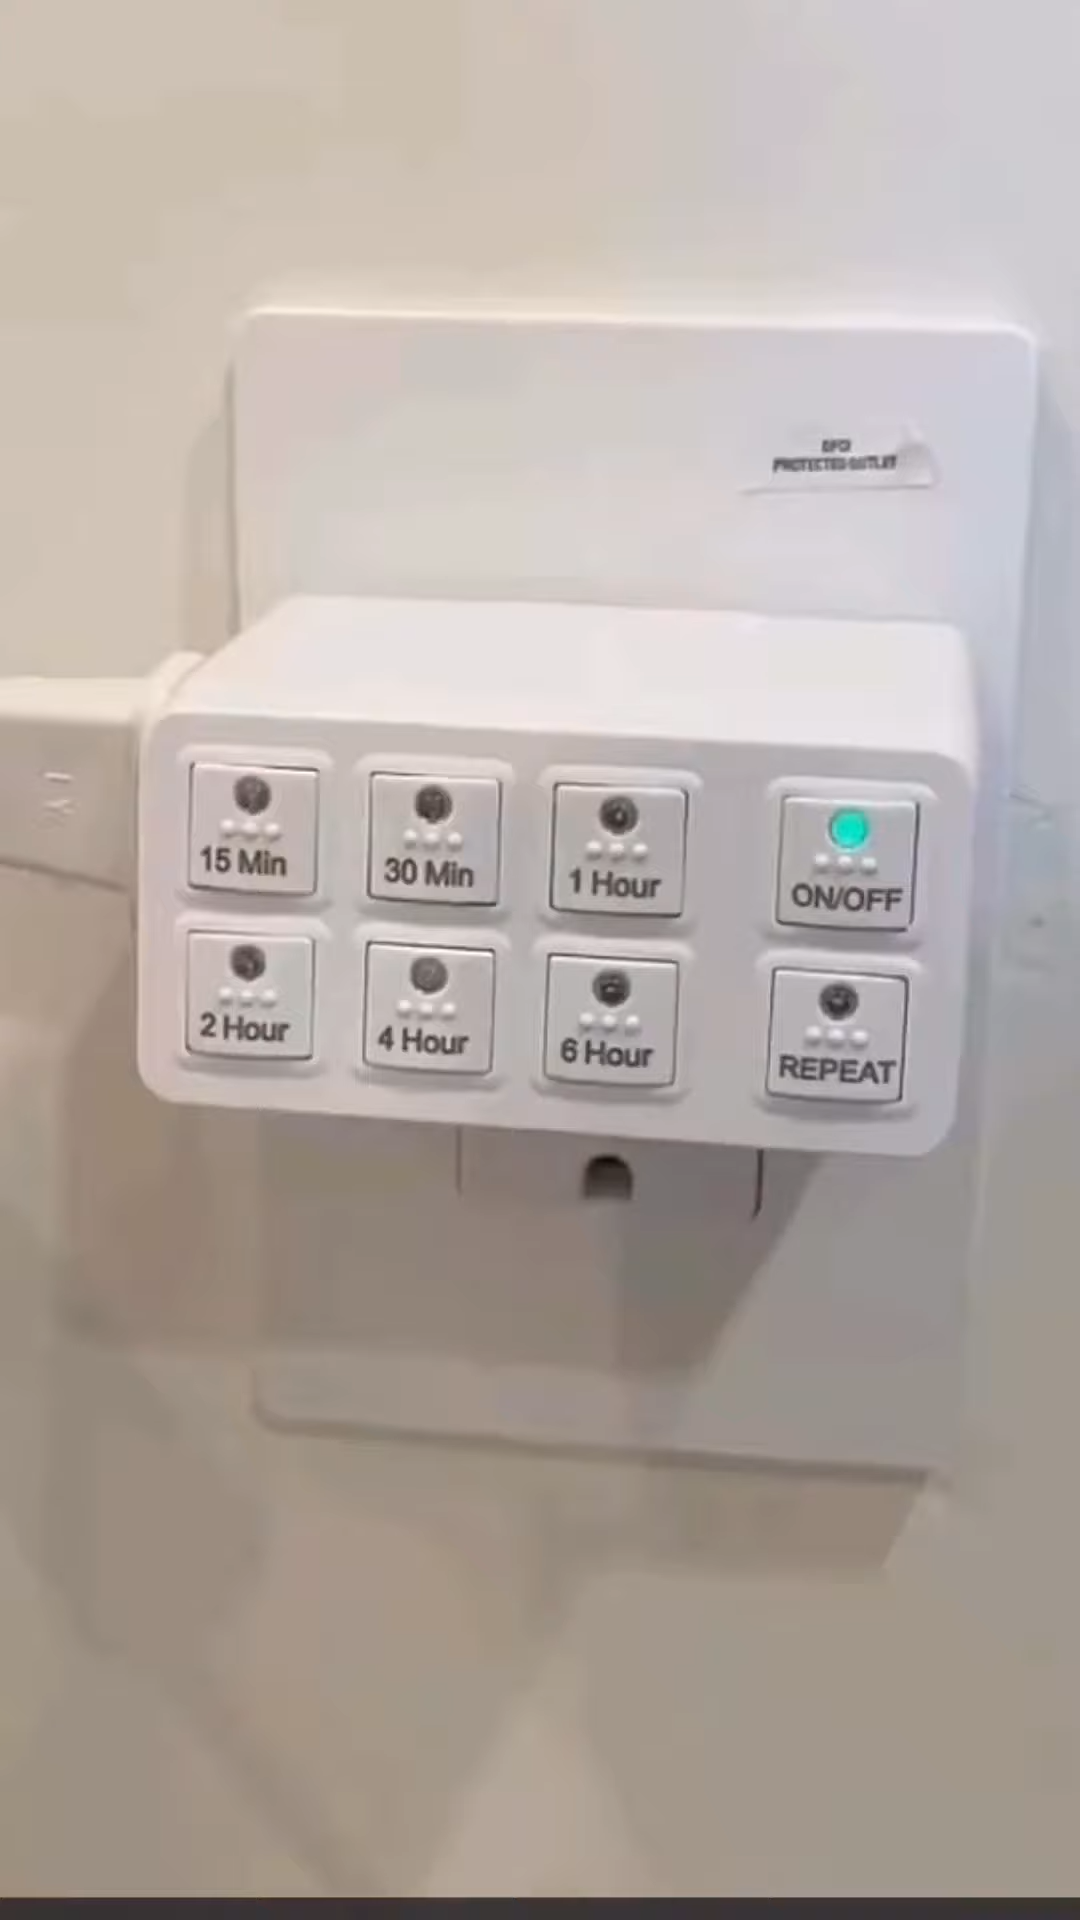 GFCI
PROTECTED OUTLET
15 Min
30 Min
1 Hour
ON/OFF
2 Hour
4 Hour
6 Hour
REPEAT